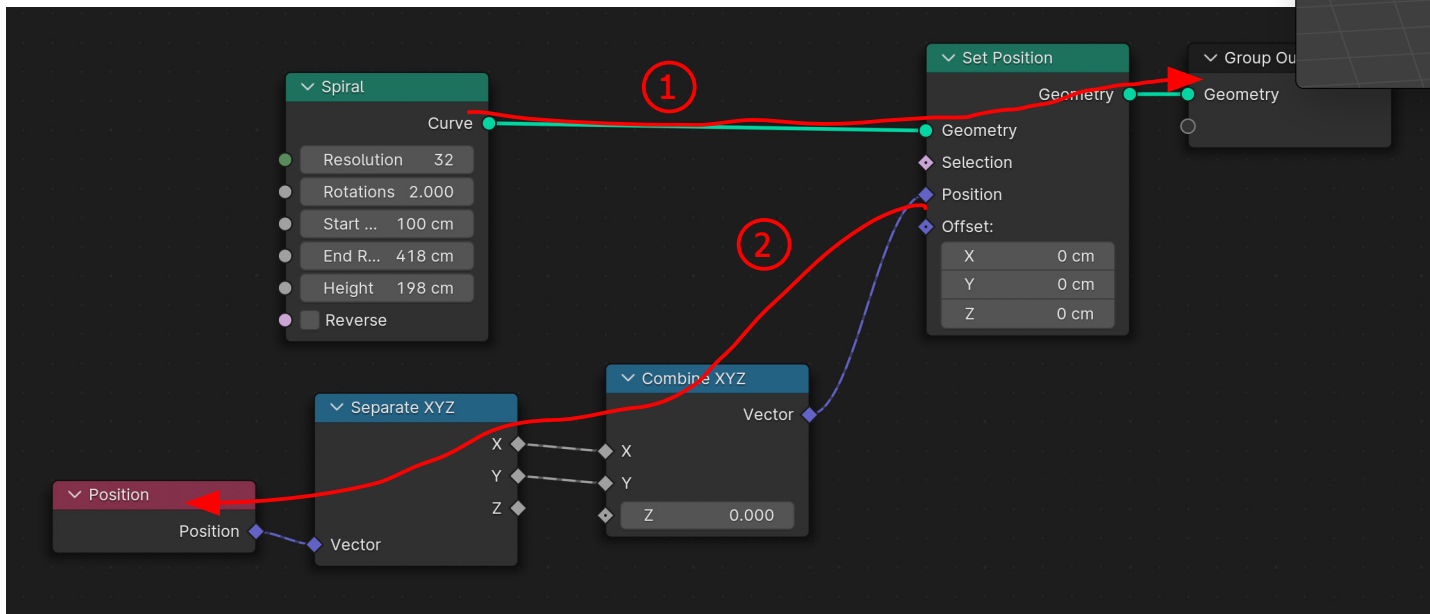 Spiral
Curve
Resolution 32
Rotations 2.000
Start ... 100 cm
End R... 418 cm
Height 198 cm
Reverse
1
Set Position
Geometry
Geometry
Selection
Position
Offset:
X 0 cm
Y 0 cm
Z 0 cm
Group Ou
Geometry
2
Combine XYZ
Vector
X
Y
Z 0.000
Separate XYZ
X
Y
Z
Vector
Position
Position